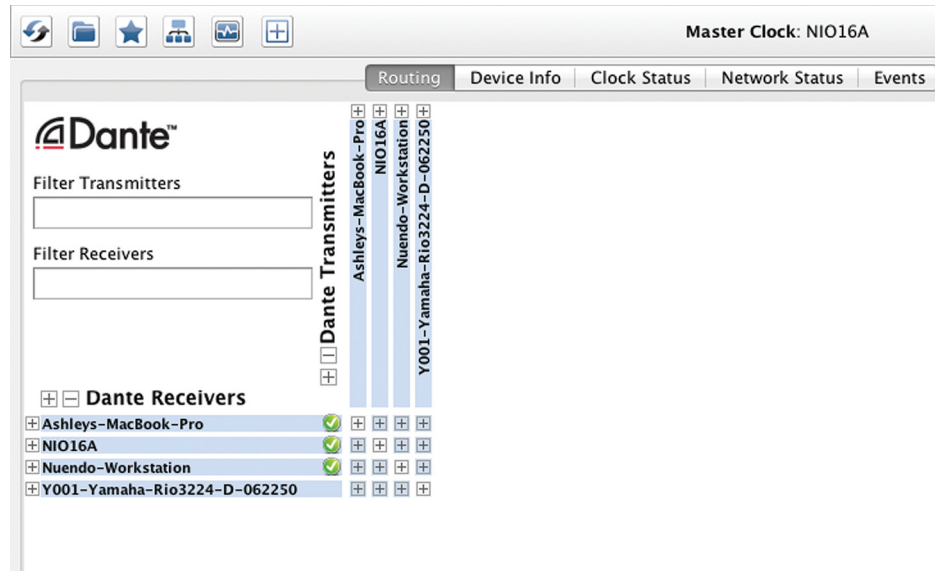 Master Clock: NIO16A
Routing
Device Info
Clock Status
Network Status
Events
Dante™
Filter Transmitters
Filter Receivers
Dante Transmitters
Ashleys-MacBook-Pro
NIO16A
Nuendo-Workstation
Y001-Yamaha-Rio3224-D-062250
Dante Receivers
Ashleys-MacBook-Pro
NIO16A
Nuendo-Workstation
Y001-Yamaha-Rio3224-D-062250